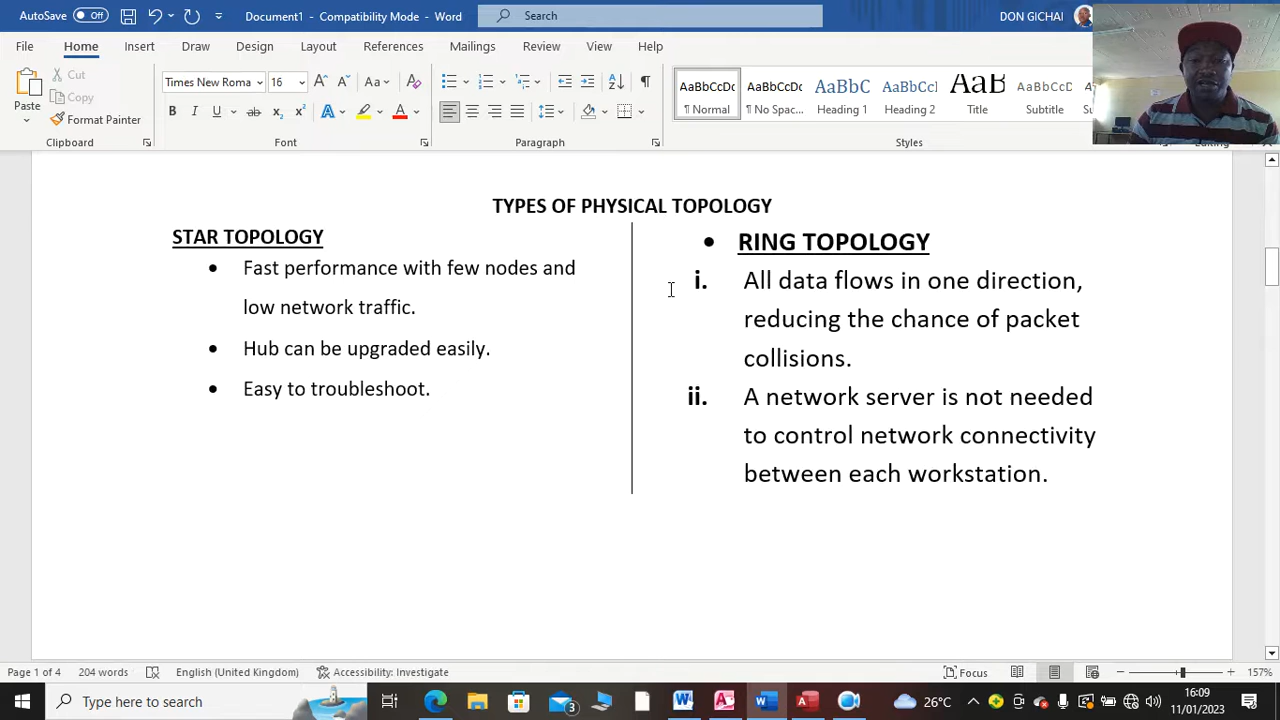 AutoSave Off Document1 - Compatibility Mode - Word Search DON GICHAI
File Home Insert Draw Design Layout References Mailings Review View Help
Paste
Cut
Copy
Format Painter
Clipboard
Times New Roma 16
Font
Paragraph
AaBbCcDc AaBbCcDc AaBbC AaBbCcl AaB AaBbCcD
¶ Normal ¶ No Spac... Heading 1 Heading 2 Title Subtitle
Styles
Editing
TYPES OF PHYSICAL TOPOLOGY
STAR TOPOLOGY
• Fast performance with few nodes and
low network traffic.
• Hub can be upgraded easily.
• Easy to troubleshoot.
• RING TOPOLOGY
i. All data flows in one direction,
reducing the chance of packet
collisions.
ii. A network server is not needed
to control network connectivity
between each workstation.
Page 1 of 4 204 words English (United Kingdom) Accessibility: Investigate Focus 157%
Type here to search
3
26°C
16:09
11/01/2023